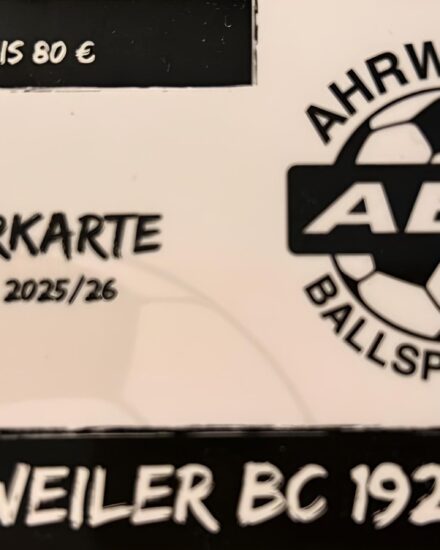 IS 80 €
AHRW
AB
RKARTE
2025/26
BALLSP
WEILER BC 192